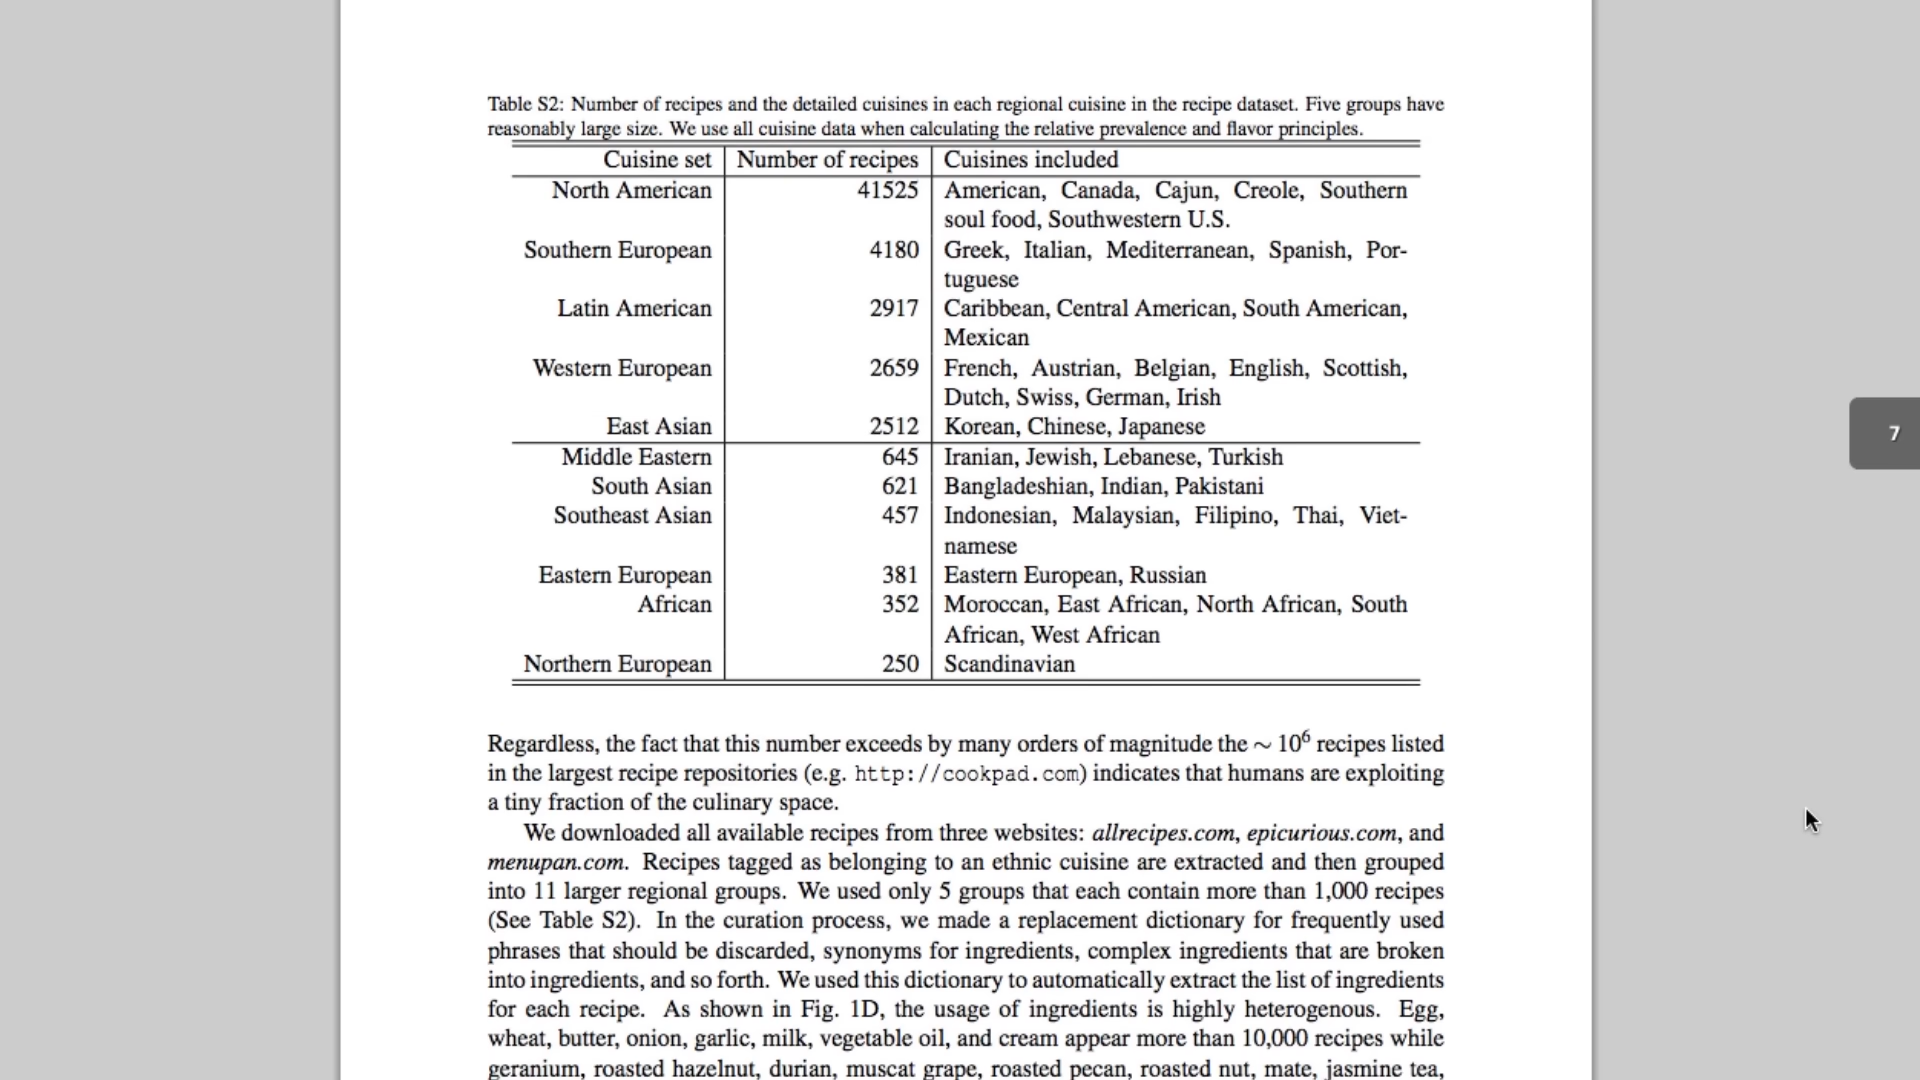 Table S2: Number of recipes and the detailed cuisines in each regional cuisine in the recipe dataset. Five groups have
reasonably large size. We use all cuisine data when calculating the relative prevalence and flavor principles.
Cuisine set Number of recipes Cuisines included
North American 41525 American, Canada, Cajun, Creole, Southern
soul food, Southwestern U.S.
Southern European 4180 Greek, Italian, Mediterranean, Spanish, Por-
tuguese
Latin American 2917 Caribbean, Central American, South American,
Mexican
Western European 2659 French, Austrian, Belgian, English, Scottish,
Dutch, Swiss, German, Irish
East Asian 2512 Korean, Chinese, Japanese
Middle Eastern 645 Iranian, Jewish, Lebanese, Turkish
South Asian 621 Bangladeshian, Indian, Pakistani
Southeast Asian 457 Indonesian, Malaysian, Filipino, Thai, Viet-
namese
Eastern European 381 Eastern European, Russian
African 352 Moroccan, East African, North African, South
African, West African
Northern European 250 Scandinavian
Regardless, the fact that this number exceeds by many orders of magnitude the ∼ 10⁶ recipes listed
in the largest recipe repositories (e.g. http://cookpad.com) indicates that humans are exploiting
a tiny fraction of the culinary space.
We downloaded all available recipes from three websites: allrecipes.com, epicurious.com, and
menupan.com. Recipes tagged as belonging to an ethnic cuisine are extracted and then grouped
into 11 larger regional groups. We used only 5 groups that each contain more than 1,000 recipes
(See Table S2). In the curation process, we made a replacement dictionary for frequently used
phrases that should be discarded, synonyms for ingredients, complex ingredients that are broken
into ingredients, and so forth. We used this dictionary to automatically extract the list of ingredients
for each recipe. As shown in Fig. 1D, the usage of ingredients is highly heterogenous. Egg,
wheat, butter, onion, garlic, milk, vegetable oil, and cream appear more than 10,000 recipes while
geranium, roasted hazelnut, durian, muscat grape, roasted pecan, roasted nut, mate, jasmine tea,
7